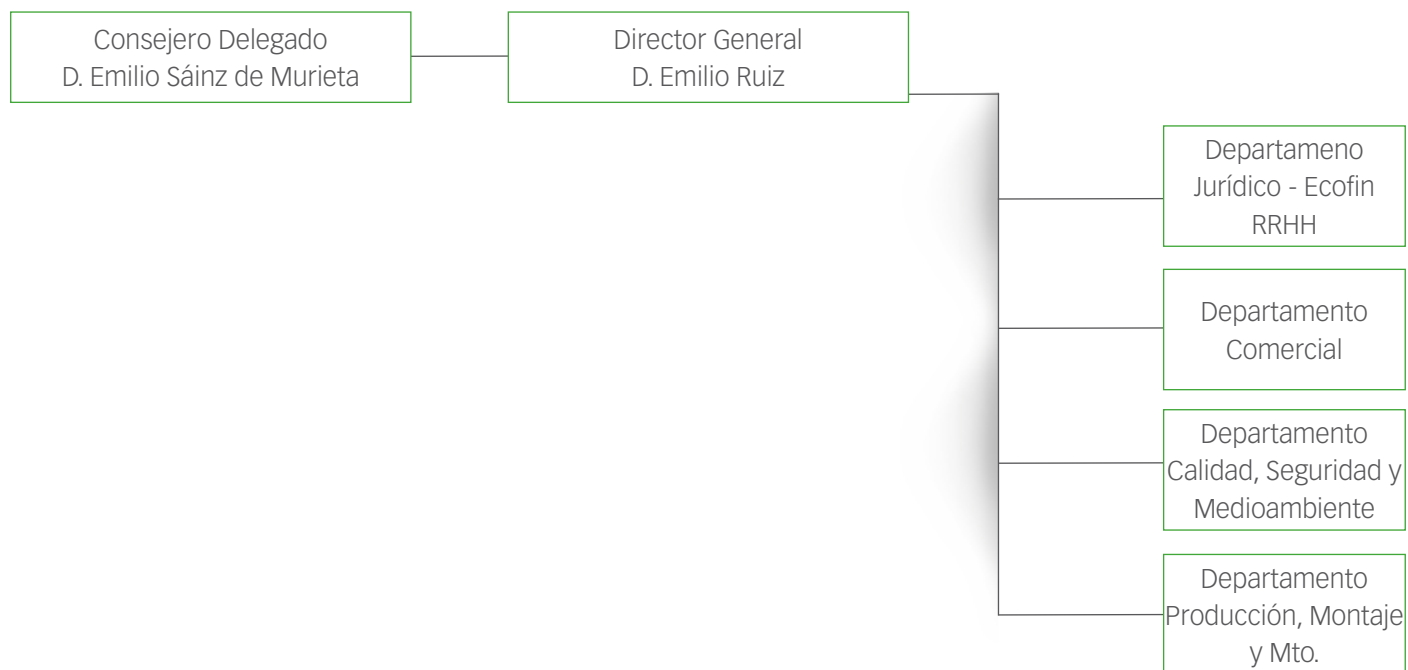 Consejero Delegado
D. Emilio Sáinz de Murieta
Director General
D. Emilio Ruiz
Departameno
Jurídico - Ecofin
RRHH
Departamento
Comercial
Departamento
Calidad, Seguridad y
Medioambiente
Departamento
Producción, Montaje
y Mto.